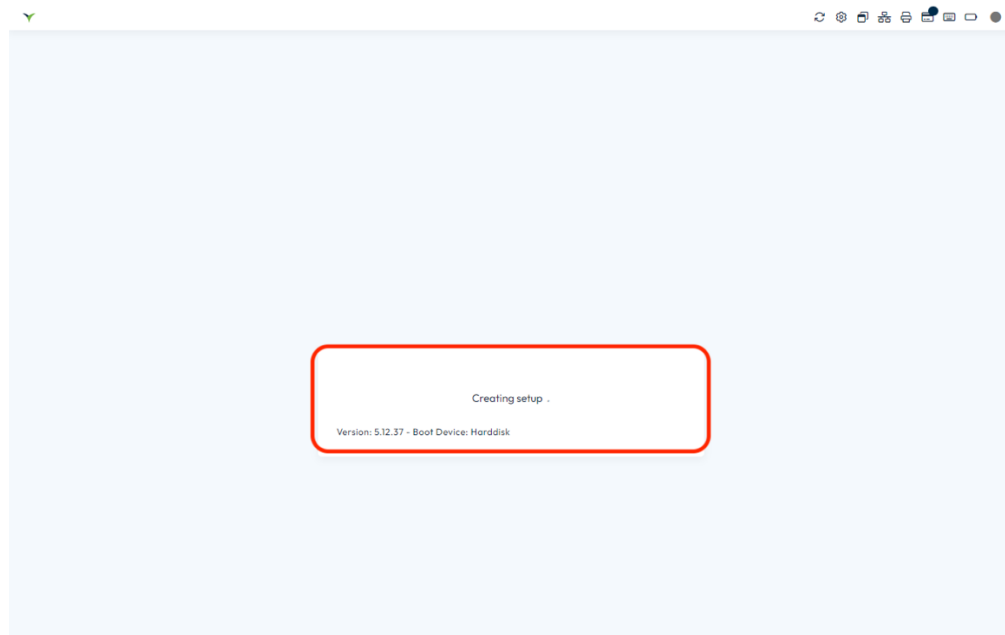 Creating setup .
Version: 5.12.37 - Boot Device: Harddisk